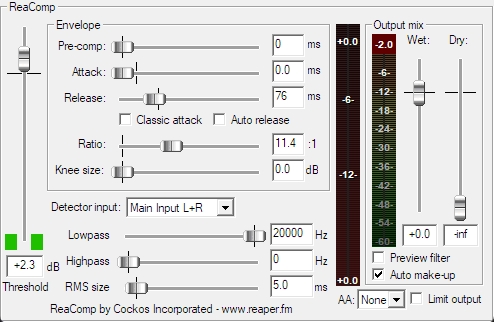 ReaComp
Envelope
Pre-comp: 0 ms
Attack: 0.0 ms
Release: 76 ms
Classic attack Auto release
Ratio: 11.4 :1
Knee size: 0.0 dB
Detector input: Main Input L+R
Lowpass 20000 Hz
Highpass 0 Hz
RMS size 5.0 ms
+2.3 dB
Threshold
ReaComp by Cockos Incorporated - www.reaper.fm
+0.0
-6-
-12-
+0.0
Output mix
-2.0
-6-
-12-
-18-
-24-
-30-
-36-
-42-
-48-
-54-
-60-
Wet: Dry:
+0.0 -inf
Preview filter
Auto make-up
AA: None Limit output